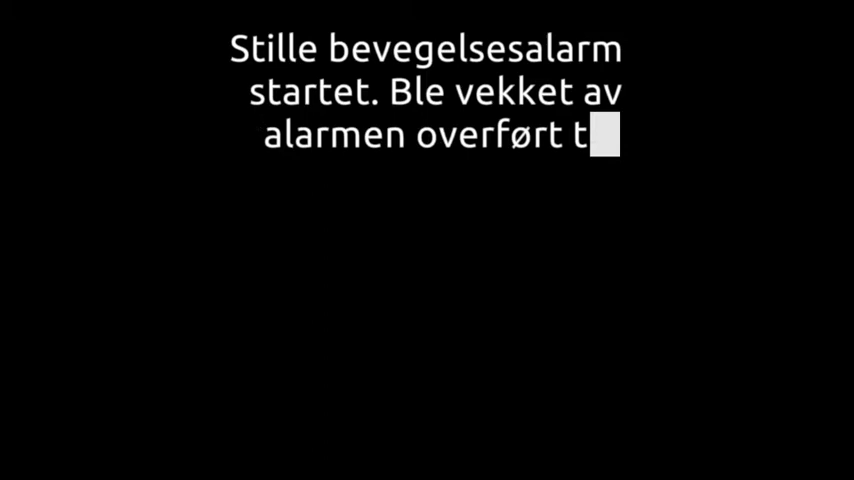 Stille bevegelsesalarm
startet. Ble vekket av
alarmen overført t